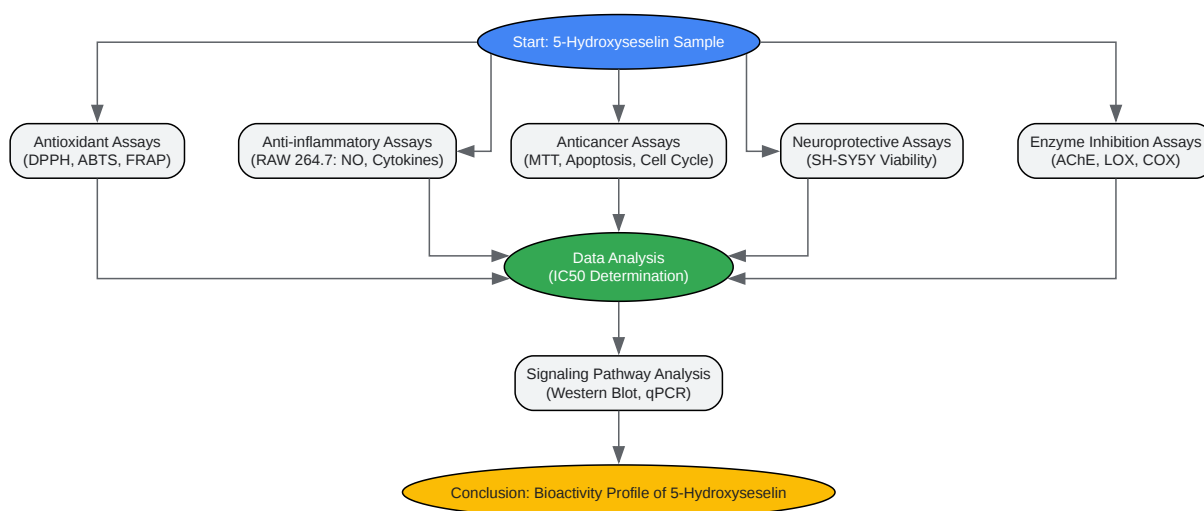 Start: 5-Hydroxyseselin Sample
Antioxidant Assays
(DPPH, ABTS, FRAP)
Anti-inflammatory Assays
(RAW 264.7: NO, Cytokines)
Anticancer Assays
(MTT, Apoptosis, Cell Cycle)
Neuroprotective Assays
(SH-SY5Y Viability)
Enzyme Inhibition Assays
(AChE, LOX, COX)
Data Analysis
(IC50 Determination)
Signaling Pathway Analysis
(Western Blot, qPCR)
Conclusion: Bioactivity Profile of 5-Hydroxyseselin